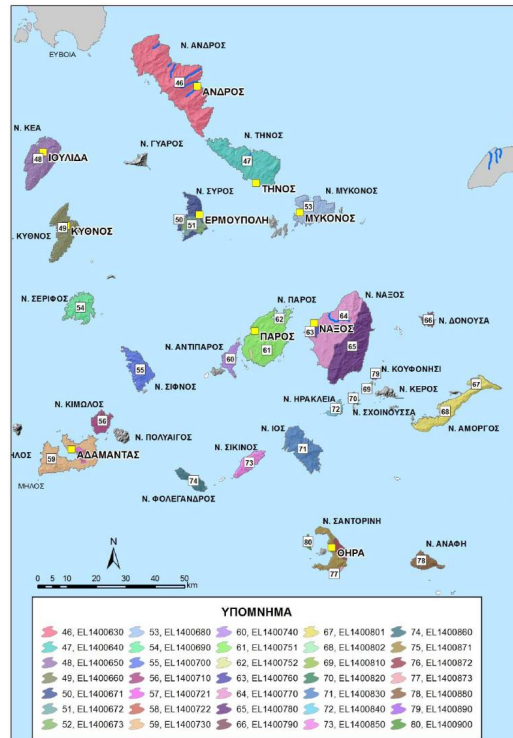 ΕΥΒΟΙΑ
Ν. ΑΝΔΡΟΣ
46
ΑΝΔΡΟΣ
Ν. ΚΕΑ
48
ΙΟΥΛΙΔΑ
Ν. ΓΥΑΡΟΣ
Ν. ΤΗΝΟΣ
47
ΤΗΝΟΣ
Ν. ΣΥΡΟΣ
50
51
ΕΡΜΟΥΠΟΛΗ
Ν. ΜΥΚΟΝΟΣ
53
ΜΥΚΟΝΟΣ
49
ΚΥΘΝΟΣ
. ΚΥΘΝΟΣ
Ν. ΣΕΡΙΦΟΣ
54
Ν. ΠΑΡΟΣ
62
ΠΑΡΟΣ
61
Ν. ΝΑΞΟΣ
64
63
ΝΑΞΟΣ
65
66
Ν. ΔΟΝΟΥΣΑ
Ν. ΑΝΤΙΠΑΡΟΣ
60
55
Ν. ΣΙΦΝΟΣ
79
Ν. ΚΟΥΦΟΝΗΣΙ
69
Ν. ΚΕΡΟΣ
67
Ν. ΗΡΑΚΛΕΙΑ
70
72
Ν. ΣΧΟΙΝΟΥΣΣΑ
68
Ν. ΑΜΟΡΓΟΣ
Ν. ΚΙΜΩΛΟΣ
56
Ν. ΠΟΛΥΑΙΓΟΣ
ΗΛΟΣ
59
ΑΔΑΜΑΝΤΑΣ
ΜΗΛΟΣ
Ν. ΙΟΣ
71
Ν. ΣΙΚΙΝΟΣ
73
74
Ν. ΦΟΛΕΓΑΝΔΡΟΣ
Ν. ΣΑΝΤΟΡΙΝΗ
80
ΘΗΡΑ
77
Ν. ΑΝΑΦΗ
78
N
0 5 10 20 30 40 50
km
ΥΠΟΜΝΗΜΑ
46, EL1400630 53, EL1400680 60, EL1400740 67, EL1400801 74, EL1400860
47, EL1400640 54, EL1400690 61, EL1400751 68, EL1400802 75, EL1400871
48, EL1400650 55, EL1400700 62, EL1400752 69, EL1400810 76, EL1400872
49, EL1400660 56, EL1400710 63, EL1400760 70, EL1400820 77, EL1400873
50, EL1400671 57, EL1400721 64, EL1400770 71, EL1400830 78, EL1400880
51, EL1400672 58, EL1400722 65, EL1400780 72, EL1400840 79, EL1400890
52, EL1400673 59, EL1400730 66, EL1400790 73, EL1400850 80, EL1400900